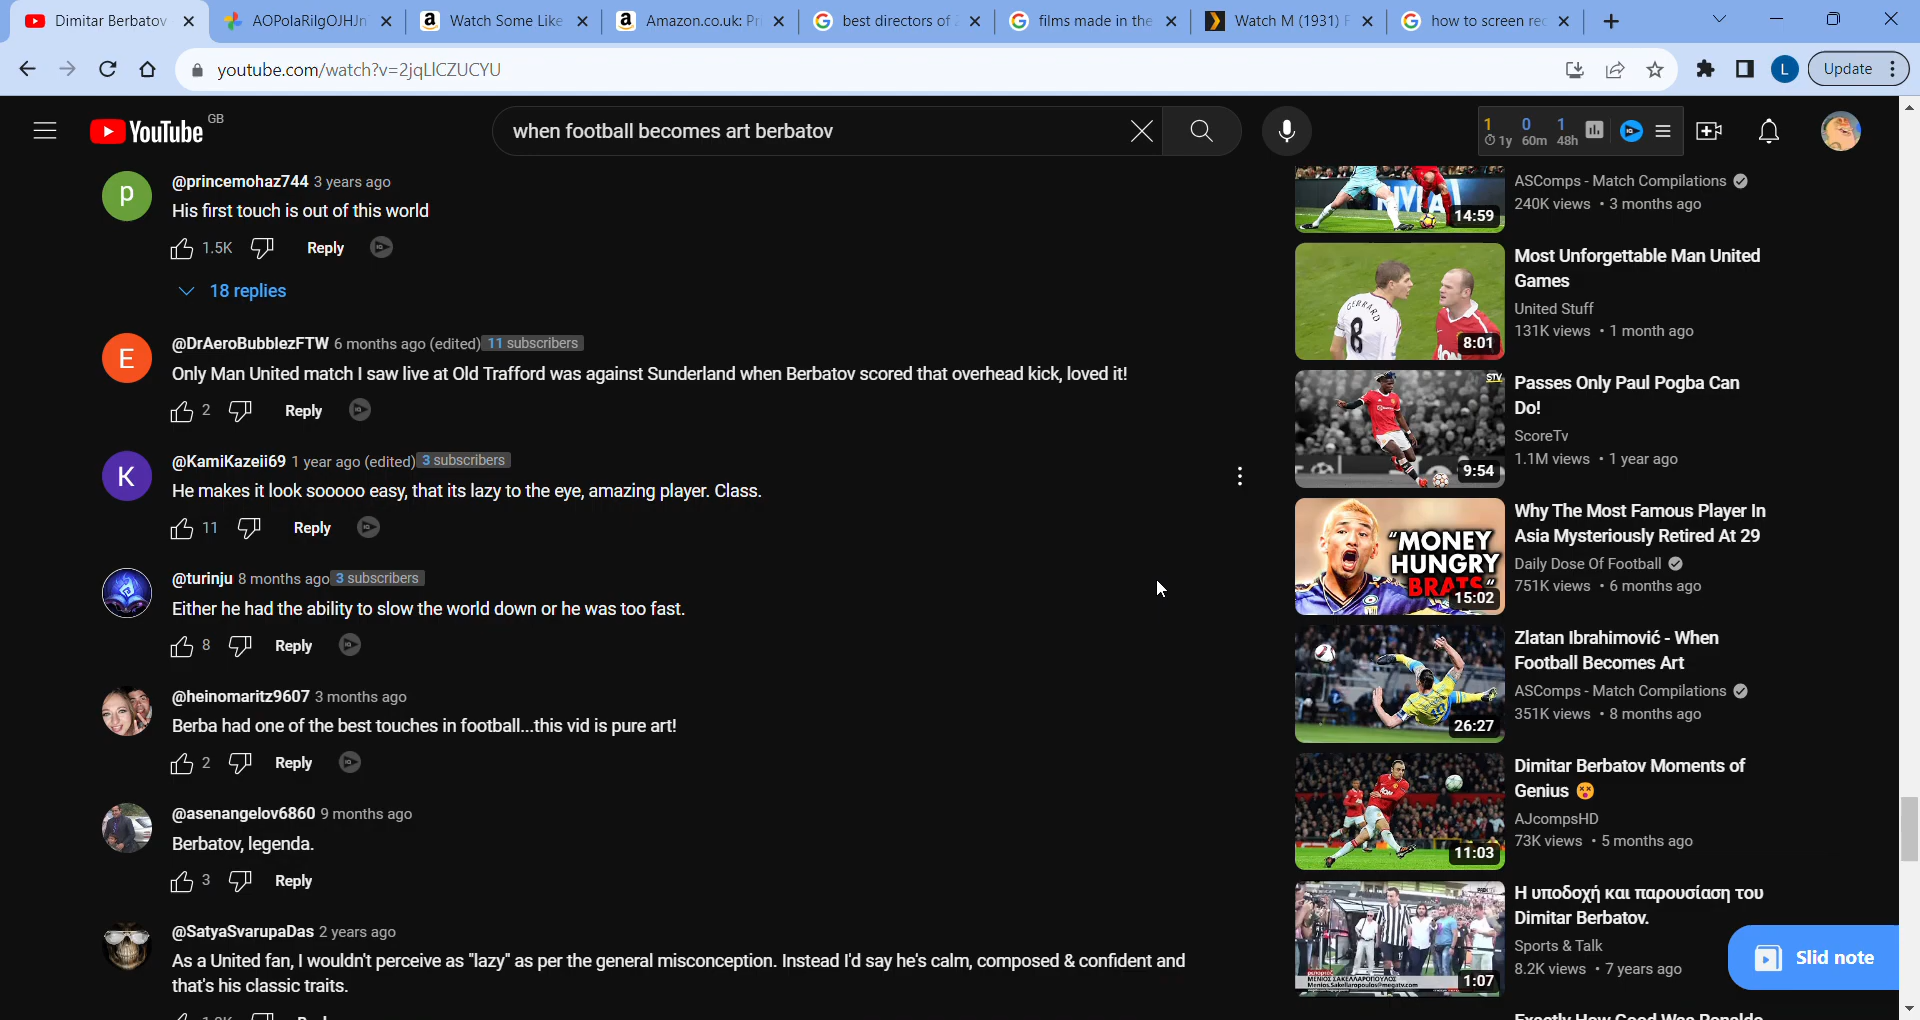 Dimitar Berbatov
AOPolaRilgOJHJn
Watch Some Like
Amazon.co.uk: Pr
best directors of
films made in the
Watch M (1931) F
how to screen rec
youtube.com/watch?v=2jqLlCZUCYU
L
Update
YouTube GB
when football becomes art berbatov
1 0 1
1y 60m 48h
P
@princemohaz744 3 years ago
His first touch is out of this world
1.5K Reply
18 replies
E
@DrAeroBubblezFTW 6 months ago (edited) 11 subscribers
Only Man United match I saw live at Old Trafford was against Sunderland when Berbatov scored that overhead kick, loved it!
2 Reply
K
@KamiKazeii69 1 year ago (edited) 3 subscribers
He makes it look sooooo easy, that its lazy to the eye, amazing player. Class.
11 Reply
@turinju 8 months ago 3 subscribers
Either he had the ability to slow the world down or he was too fast.
8 Reply
@heinomaritz9607 3 months ago
Berba had one of the best touches in football...this vid is pure art!
2 Reply
@asenangelov6860 9 months ago
Berbatov, legenda.
3 Reply
@SatyaSvarupaDas 2 years ago
As a United fan, I wouldn't perceive as "lazy" as per the general misconception. Instead I'd say he's calm, composed & confident and
that's his classic traits.
NIVEA
14:59
ASComps - Match Compilations
240K views • 3 months ago
GERRARD
8
AON
8:01
Most Unforgettable Man United
Games
United Stuff
131K views • 1 month ago
STV
9:54
Passes Only Paul Pogba Can
Do!
ScoreTv
1.1M views • 1 year ago
"MONEY
HUNGRY
BRATS"
15:02
Why The Most Famous Player In
Asia Mysteriously Retired At 29
Daily Dose Of Football
751K views • 6 months ago
26:27
Zlatan Ibrahimović - When
Football Becomes Art
ASComps - Match Compilations
351K views • 8 months ago
AON
11:03
Dimitar Berbatov Moments of
Genius
AJcompsHD
73K views • 5 months ago
ΜΕΝΙΟΣ ΣΑΚΕΛΛΑΡΟΠΟΥΛΟΣ
Menios.Sakellaropoulos@megatv.com
1:07
Η υποδοχή και παρουσίαση του
Dimitar Berbatov.
Sports & Talk
8.2K views • 7 years ago
Slid note